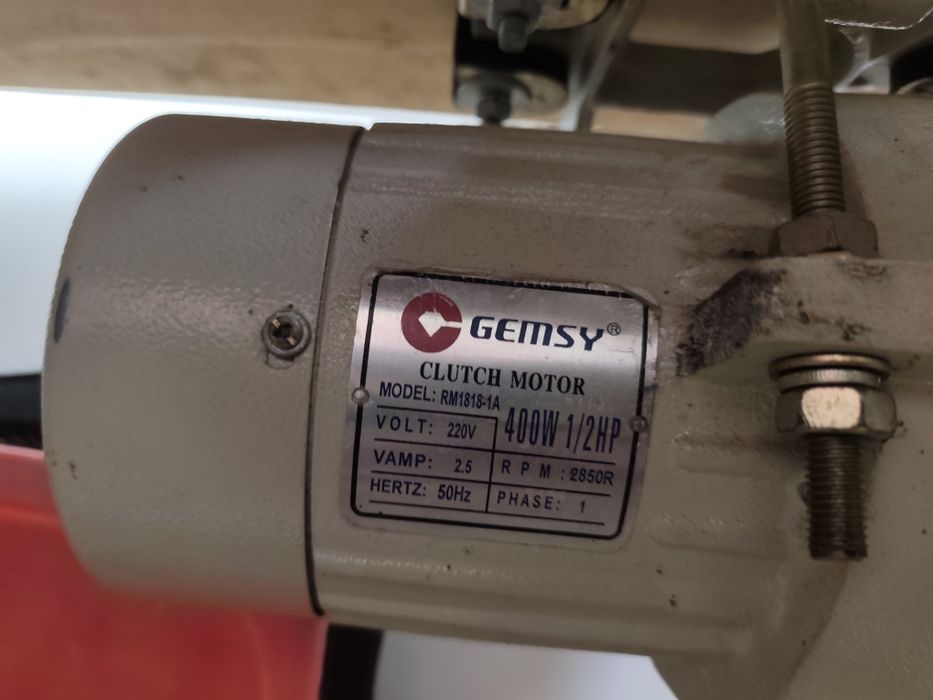 GEMSY®
CLUTCH MOTOR
MODEL: RM1818-1A
VOLT: 220V
400W 1/2HP
VAMP: 2.5
RPM: 2850R
HERTZ: 50Hz
PHASE: 1